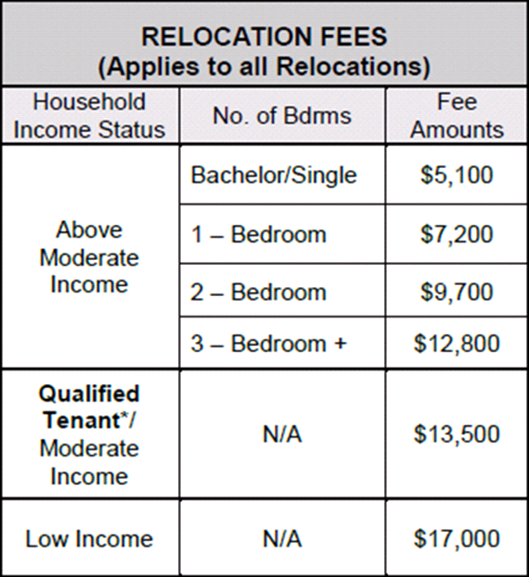 RELOCATION FEES
(Applies to all Relocations)
Household
Income Status
No. of Bdrms
Fee
Amounts
Above
Moderate
Income
Bachelor/Single
$5,100
1 – Bedroom
$7,200
2 – Bedroom
$9,700
3 – Bedroom +
$12,800
Qualified
Tenant*/
Moderate
Income
N/A
$13,500
Low Income
N/A
$17,000